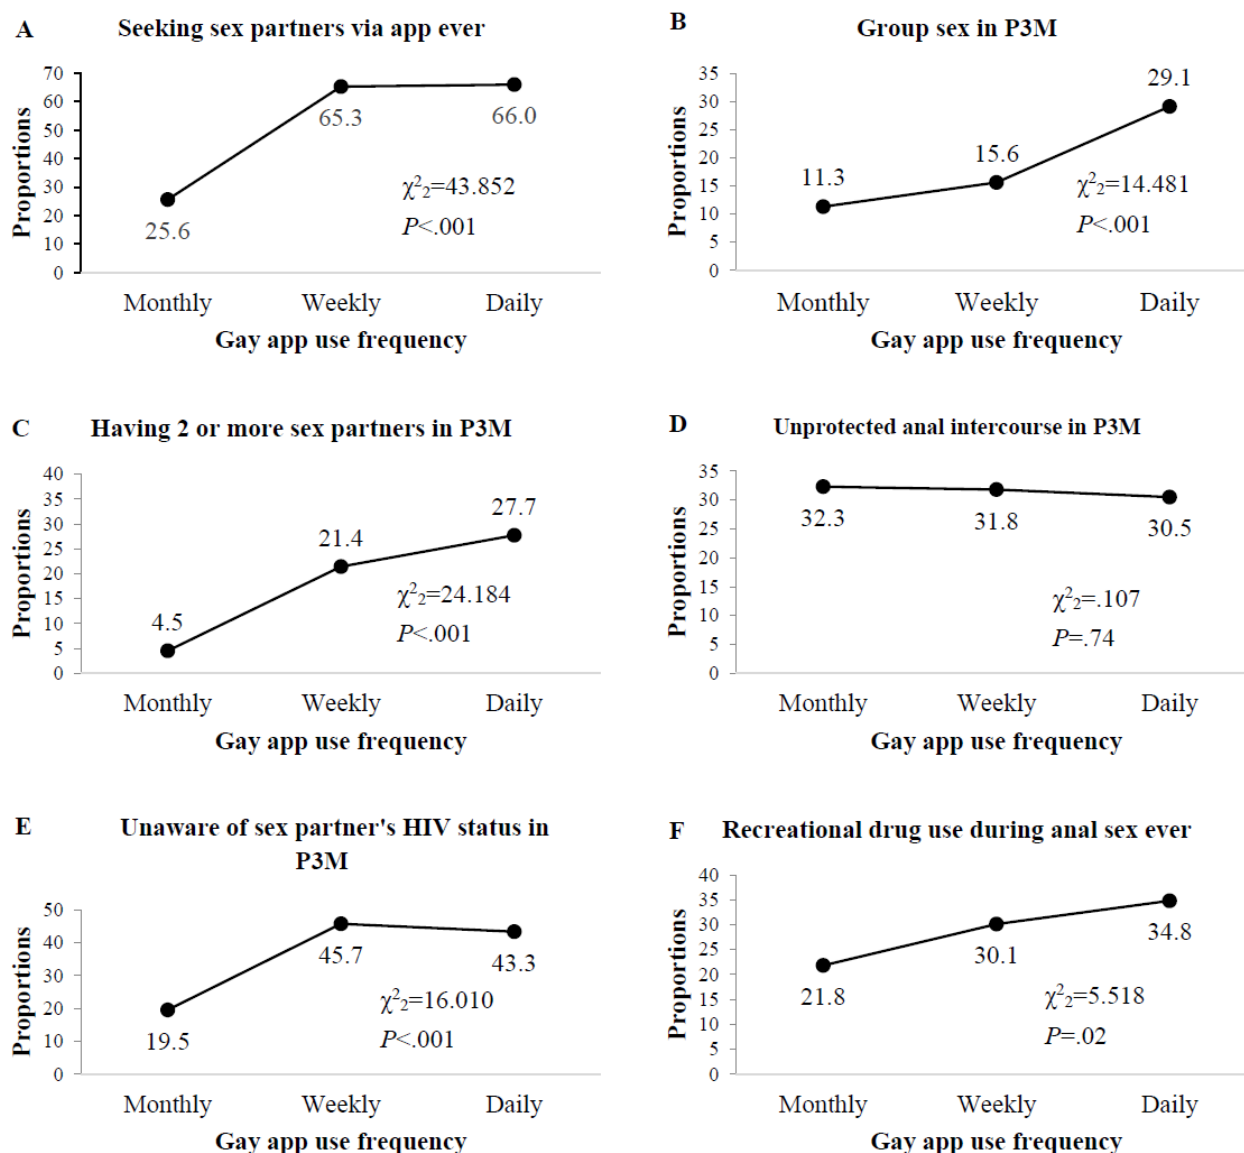 A Seeking sex partners via app ever
70
60
50
40
30
20
10
0
Proportions
25.6
65.3
66.0
χ²₂=43.852
P<.001
Monthly Weekly Daily
Gay app use frequency
B Group sex in P3M
35
30
25
20
15
10
5
0
Proportions
11.3
15.6
29.1
χ²₂=14.481
P<.001
Monthly Weekly Daily
Gay app use frequency
C Having 2 or more sex partners in P3M
40
35
30
25
20
15
10
5
0
Proportions
4.5
21.4
27.7
χ²₂=24.184
P<.001
Monthly Weekly Daily
Gay app use frequency
D Unprotected anal intercourse in P3M
35
30
25
20
15
10
5
0
Proportions
32.3
31.8
30.5
χ²₂=.107
P=.74
Monthly Weekly Daily
Gay app use frequency
E Unaware of sex partner's HIV status in
P3M
50
40
30
20
10
0
Proportions
19.5
45.7
43.3
χ²₂=16.010
P<.001
Monthly Weekly Daily
Gay app use frequency
F Recreational drug use during anal sex ever
40
35
30
25
20
15
10
5
0
Proportions
21.8
30.1
34.8
χ²₂=5.518
P=.02
Monthly Weekly Daily
Gay app use frequency